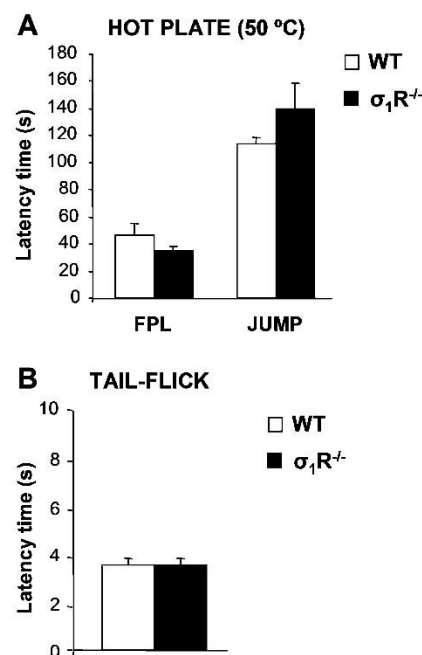 A HOT PLATE (50 ºC)
WT
σ₁R⁻/⁻
Latency time (s)
180
160
140
120
100
80
60
40
20
0
FPL JUMP
B TAIL-FLICK
WT
σ₁R⁻/⁻
Latency time (s)
10
8
6
4
2
0